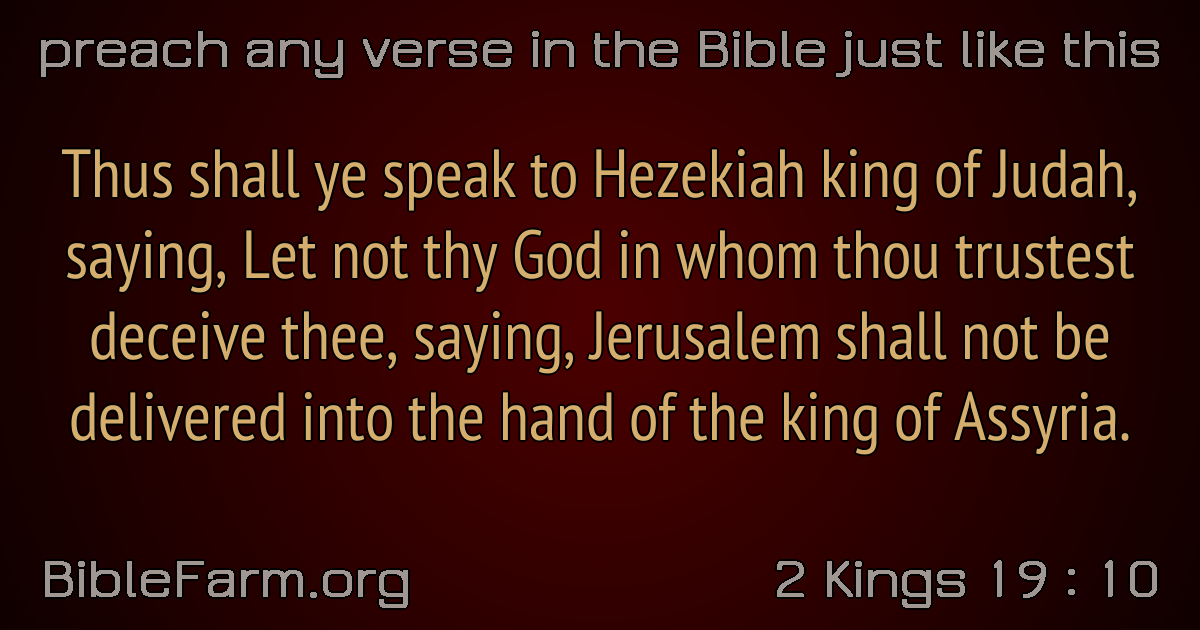 preach any verse in the Bible just like this
Thus shall ye speak to Hezekiah king of Judah,
saying, Let not thy God in whom thou trustest
deceive thee, saying, Jerusalem shall not be
delivered into the hand of the king of Assyria.
BibleFarm.org
2 Kings 19 : 10